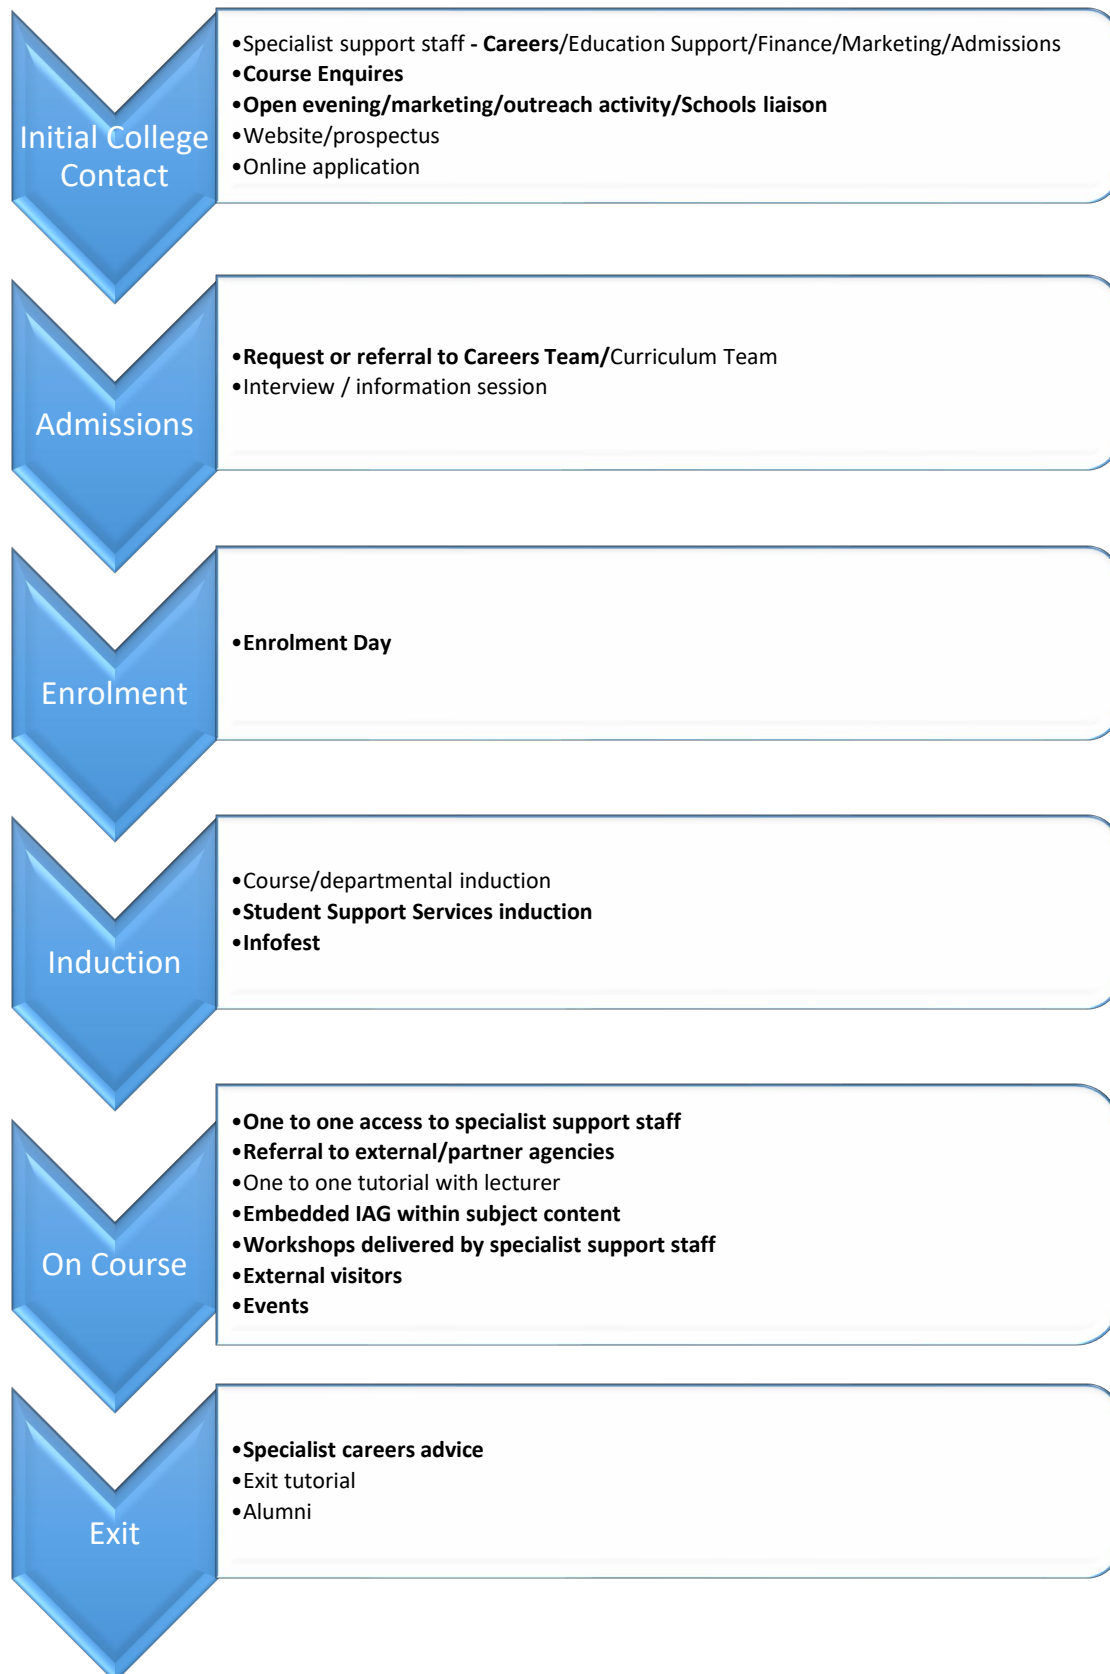 Initial College
Contact
•Specialist support staff - Careers/Education Support/Finance/Marketing/Admissions
•Course Enquires
•Open evening/marketing/outreach activity/Schools liaison
•Website/prospectus
•Online application
Admissions
•Request or referral to Careers Team/Curriculum Team
•Interview / information session
Enrolment
•Enrolment Day
Induction
•Course/departmental induction
•Student Support Services induction
•Infofest
On Course
•One to one access to specialist support staff
•Referral to external/partner agencies
•One to one tutorial with lecturer
•Embedded IAG within subject content
•Workshops delivered by specialist support staff
•External visitors
•Events
Exit
•Specialist careers advice
•Exit tutorial
•Alumni